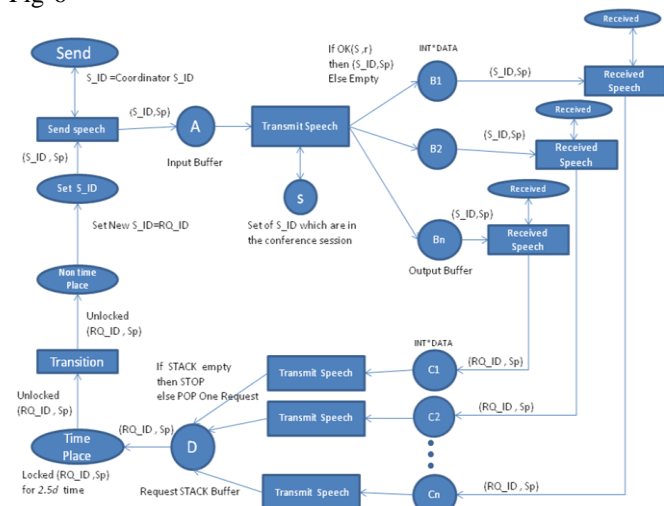 Fig 6
Send
S_ID =Coordinator S_ID
Send speech
{S_ID,Sp}
A
Input Buffer
Transmit Speech
s
Set of S_ID which are in
the conference session
If OK(S ,r)
then {S_ID,Sp}
Else Empty
INT*DATA
B1
{S_ID,Sp}
Received
Received
Speech
B2
{S_ID,Sp}
Received
Received
Speech
Bn
{S_ID,Sp}
Output Buffer
Received
Received
Speech
{S_ID , Sp}
Set S_ID
Set New S_ID=RQ_ID
Non time
Place
Unlocked
{RQ_ID , Sp}
Transition
Unlocked
{RQ_ID , Sp}
Time
Place
Locked {RQ_ID ,Sp}
for 2.5d time
{RQ_ID , Sp}
D
Request STACK Buffer
If STACK empty
then STOP
else POP One Request
Transmit Speech
Transmit Speech
Transmit Speech
INT*DATA
C1
{RQ_ID , Sp}
C2
{RQ_ID , Sp}
Cn
{RQ_ID , Sp}